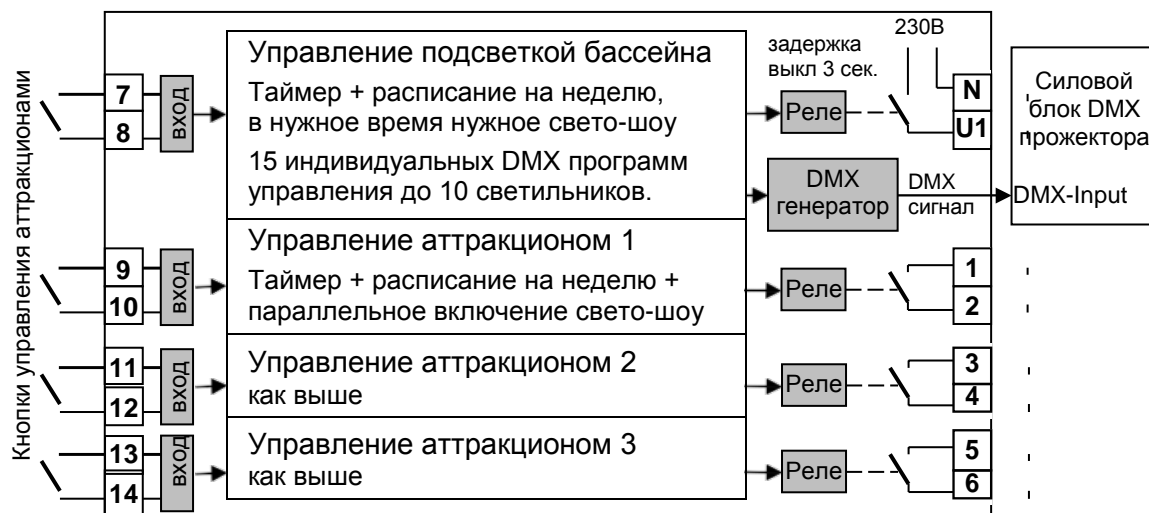 Кнопки управления аттракционами
7
8
вход
Управление подсветкой бассейна
Таймер + расписание на неделю,
в нужное время нужное свето-шоу
15 индивидуальных DMX программ
управления до 10 светильников.
задержка
выкл 3 сек.
230В
Реле
N
U1
Силовой
блок DMX
прожектора
DMX
генератор
DMX
сигнал
DMX-Input
9
10
вход
Управление аттракционом 1
Таймер + расписание на неделю +
параллельное включение свето-шоу
Реле
1
2
11
12
вход
Управление аттракционом 2
как выше
Реле
3
4
13
14
вход
Управление аттракционом 3
как выше
Реле
5
6